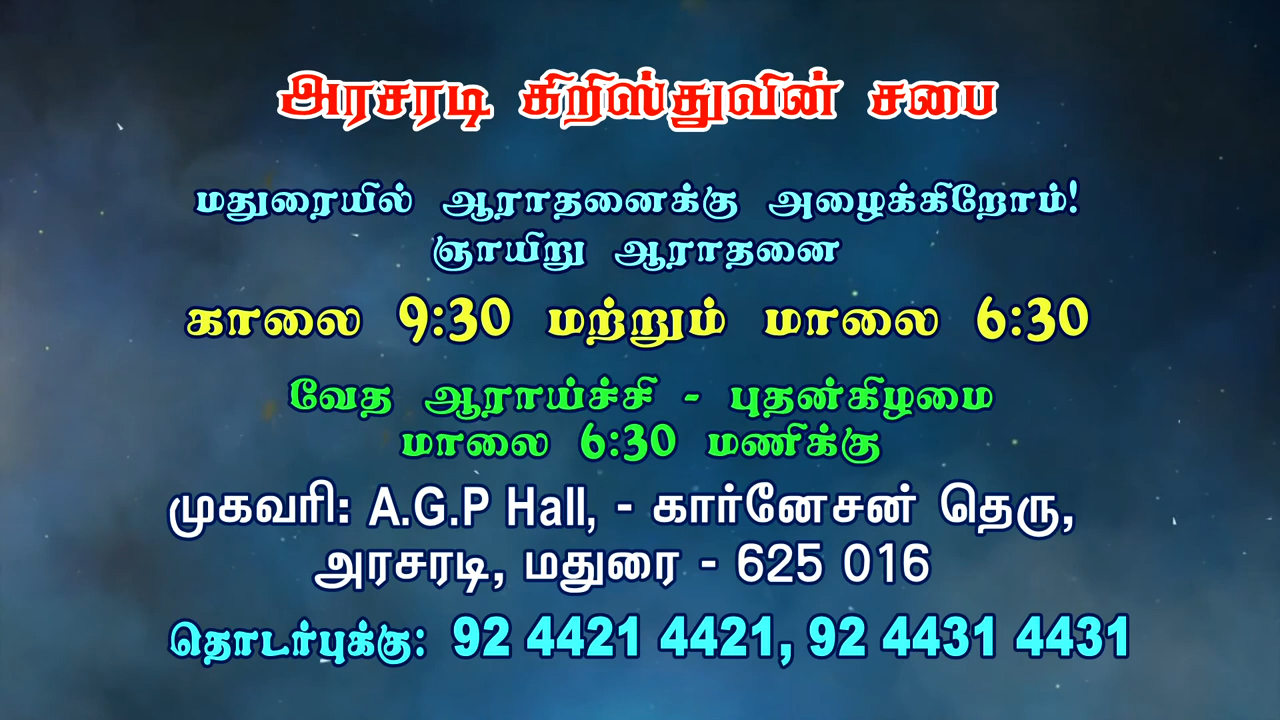 அரசரடி கிறிஸ்துவின் சபை
மதுரையில் ஆராதனைக்கு அழைக்கிறோம்!
ஞாயிறு ஆராதனை
காலை 9:30 மற்றும் மாலை 6:30
வேத ஆராய்ச்சி - புதன்கிழமை
மாலை 6:30 மணிக்கு
முகவரி: A.G.P Hall, - கார்னேசன் தெரு,
அரசரடி, மதுரை - 625 016
தொடர்புக்கு: 92 4421 4421, 92 4431 4431